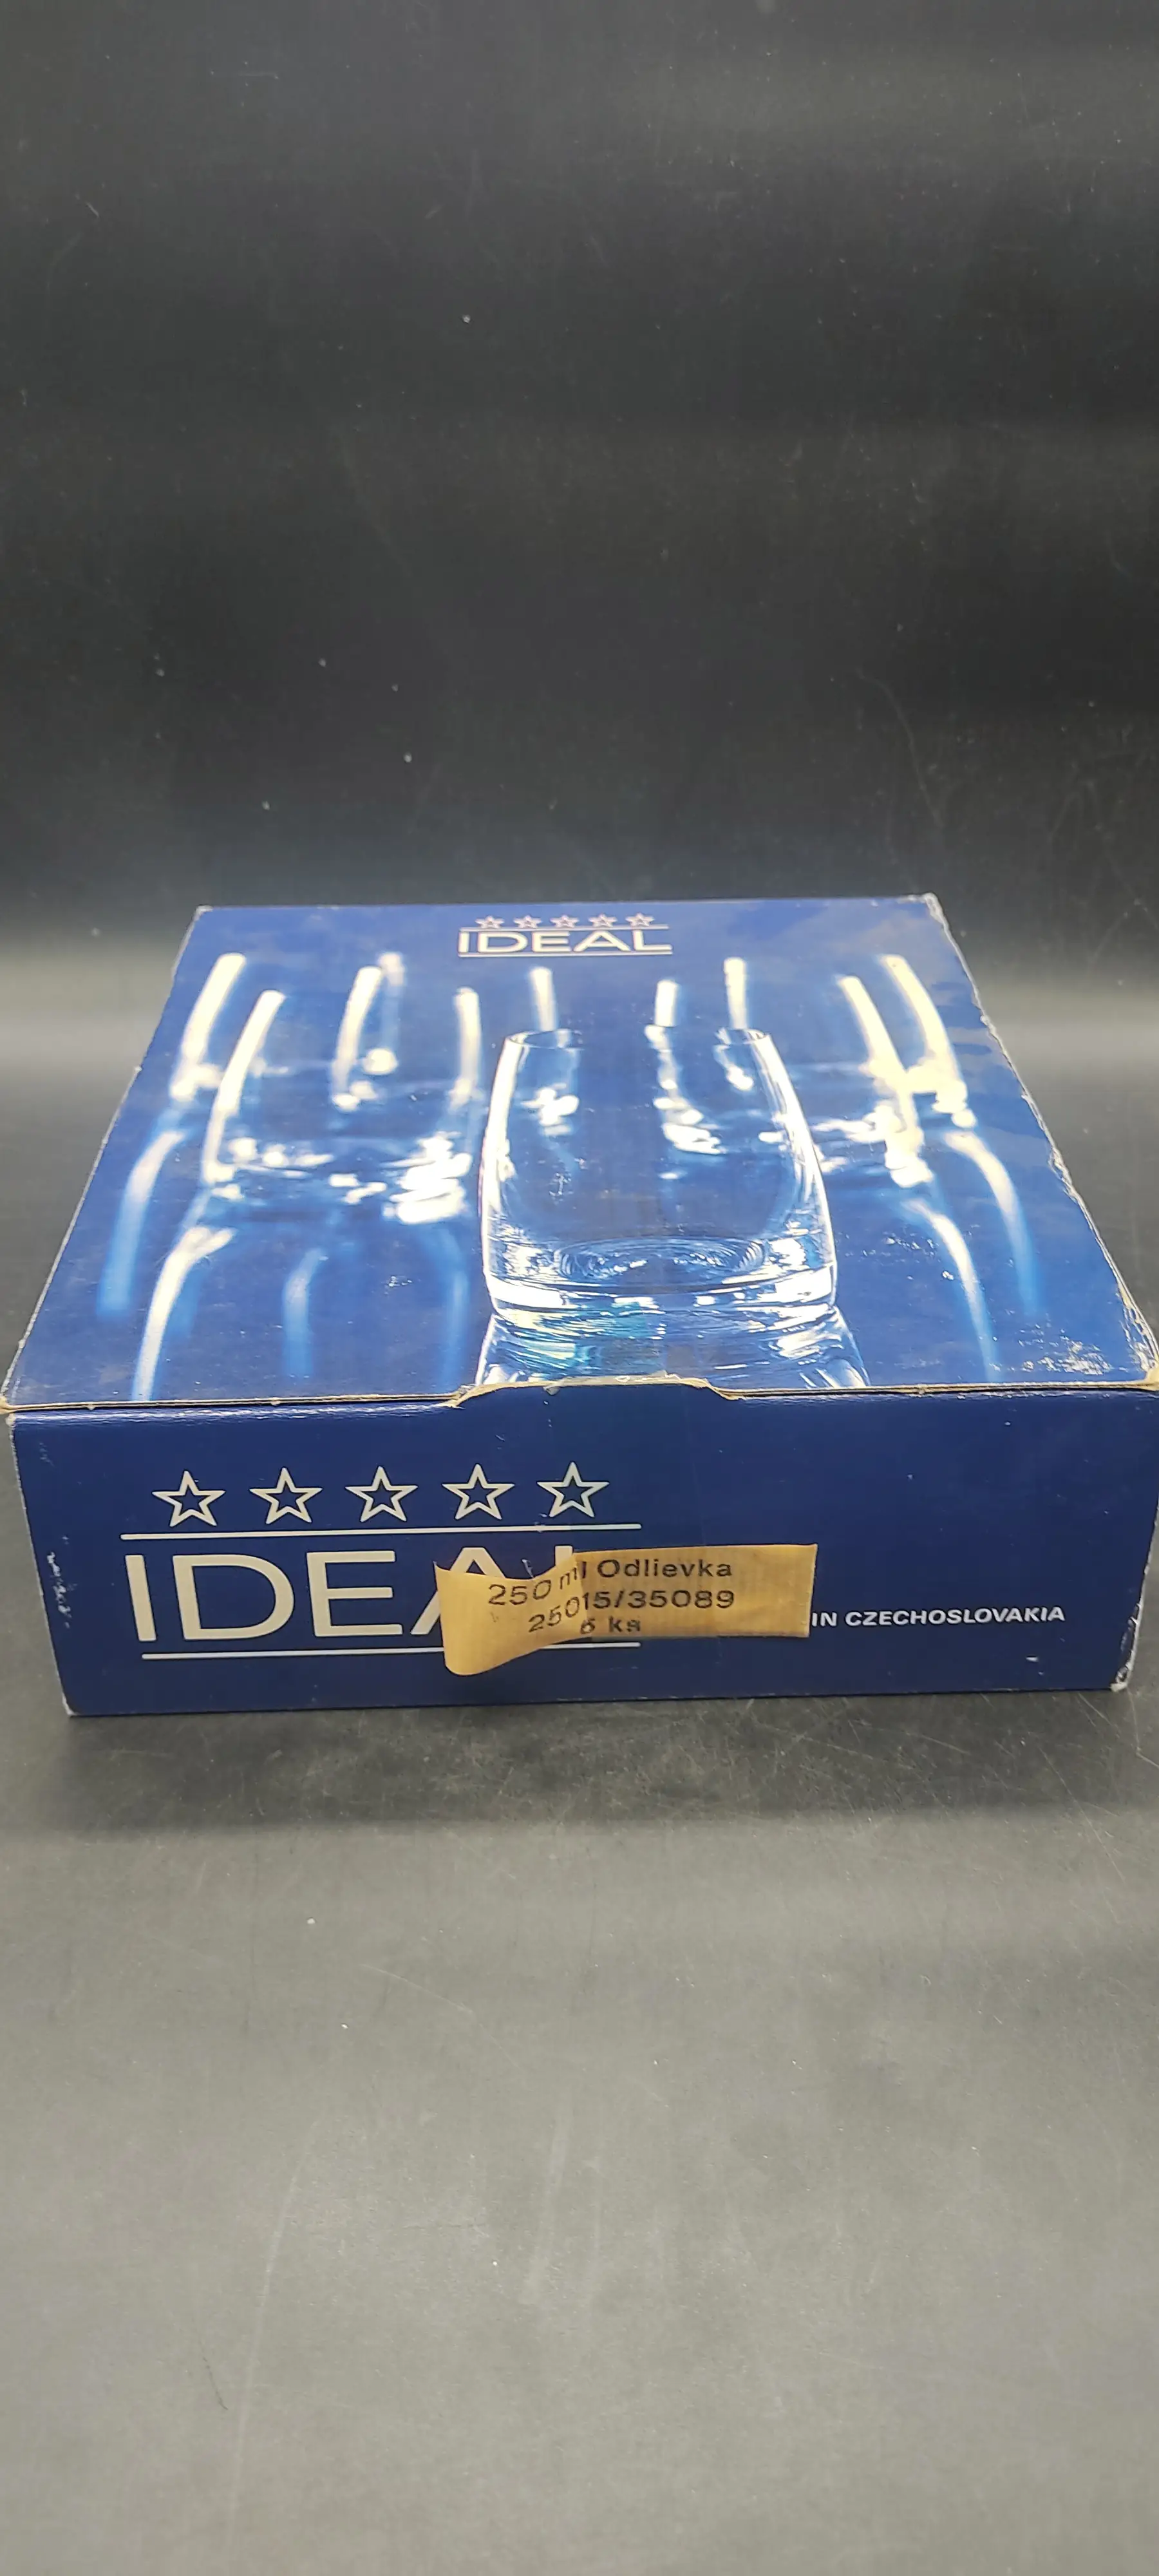 IDEAL
IDEAL
250 ml Odlievka
25015/35089
6 ks
IN CZECHOSLOVAKIA